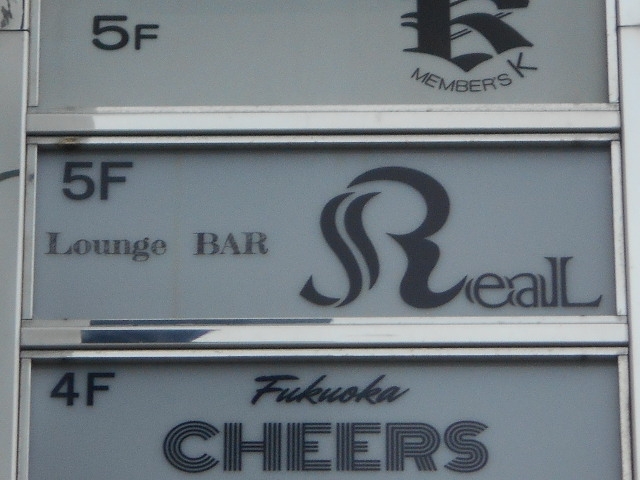 5F
K
MEMBER'S K
5F
Lounge BAR
ReaL
4F
Fukuoka
CHEERS